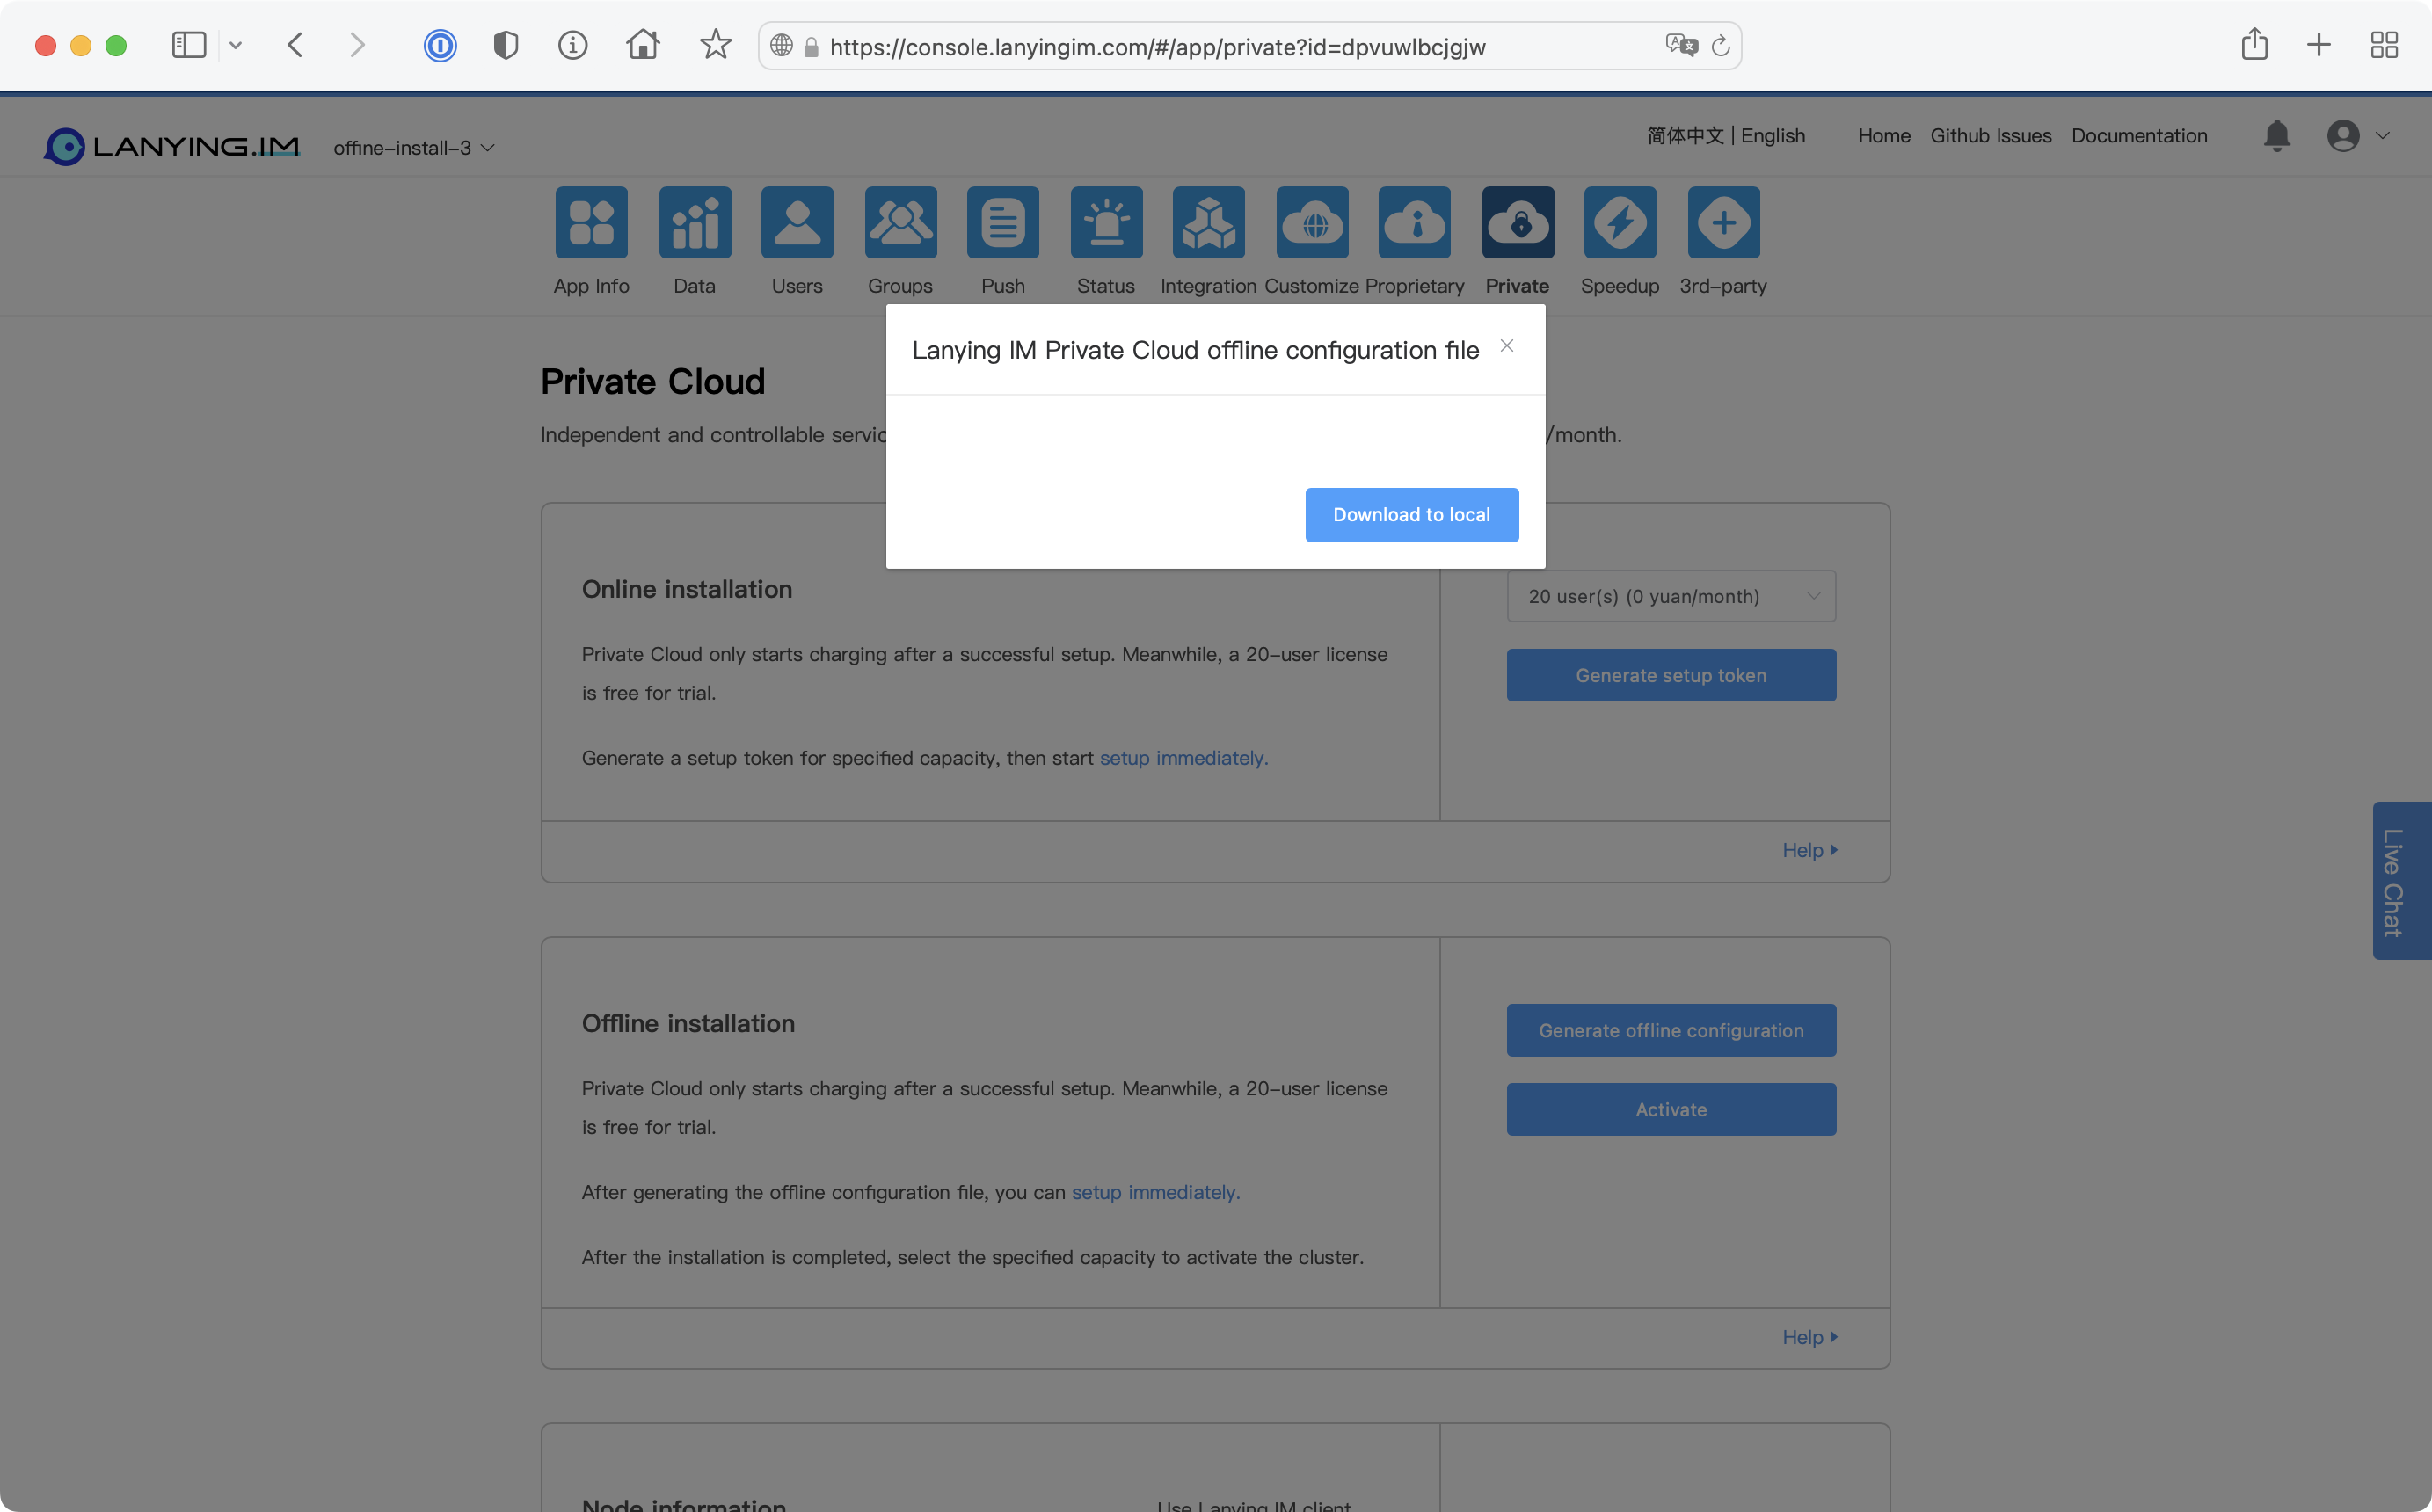 https://console.lanyingim.com/#/app/private?id=dpvuwlbcjgjw
LANYING.IM
offine-install-3
简体中文 | English
Home
Github Issues
Documentation
App Info
Data
Users
Groups
Push
Status
Integration
Customize
Proprietary
Private
Speedup
3rd-party
Lanying IM Private Cloud offline configuration file
Download to local
Private Cloud
Independent and controllable servic
/month.
Online installation
Private Cloud only starts charging after a successful setup. Meanwhile, a 20-user license
is free for trial.
Generate a setup token for specified capacity, then start setup immediately.
20 user(s) (0 yuan/month)
Generate setup token
Help
Live Chat
Offline installation
Private Cloud only starts charging after a successful setup. Meanwhile, a 20-user license
is free for trial.
After generating the offline configuration file, you can setup immediately.
After the installation is completed, select the specified capacity to activate the cluster.
Generate offline configuration
Activate
Help
Node information
Use Lanying IM client